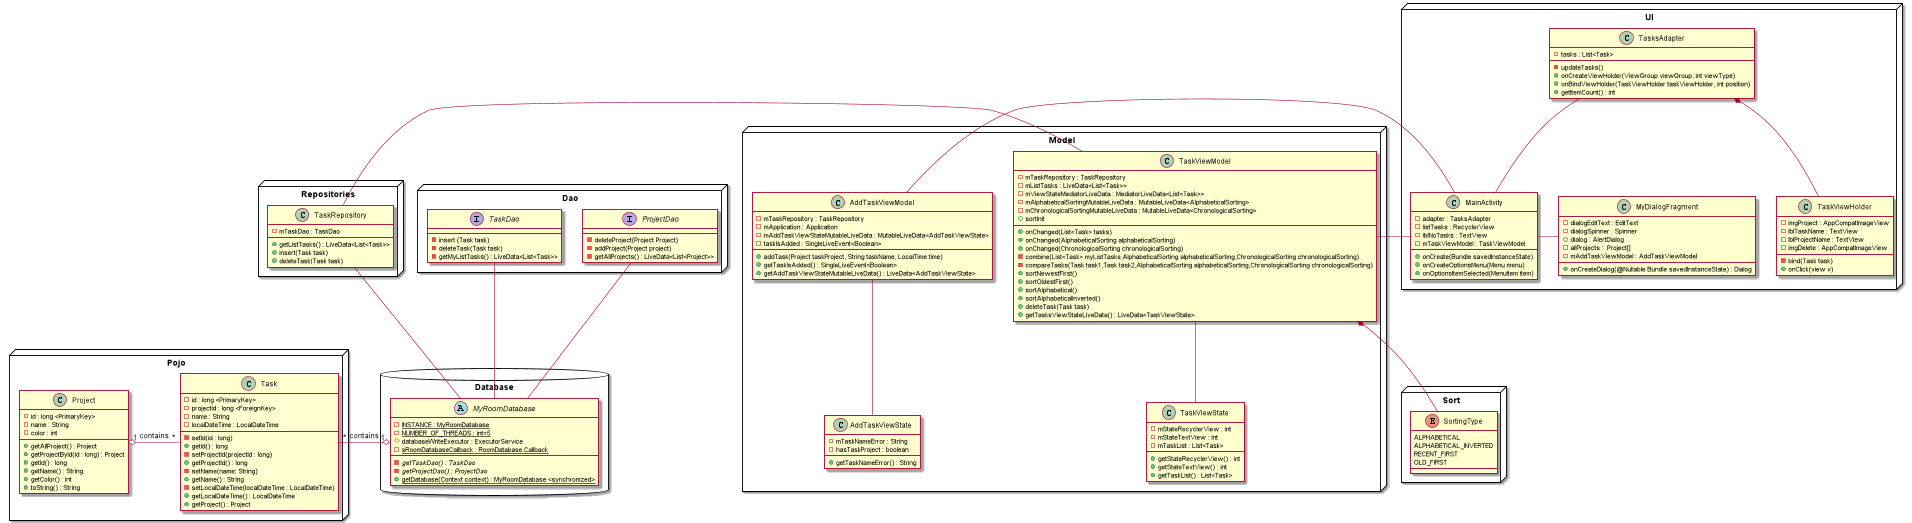 UI
TasksAdapter
tasks : List<Task>
updateTasks()
onCreateViewHolder(ViewGroup viewGroup, int viewType)
onBindViewHolder(TaskViewHolder taskViewHolder, int position)
getItemCount() : int
MainActivity
adapter : TasksAdapter
listTasks : RecyclerView
lblNoTasks : TextView
mTaskViewModel : TaskViewModel
onCreate(Bundle savedInstanceState)
onCreateOptionsMenu(Menu menu)
onOptionsItemSelected(MenuItem item)
MyDialogFragment
dialogEditText : EditText
dialogSpinner : Spinner
dialog : AlertDialog
allProjects : Project[]
mAddTaskViewModel : AddTaskViewModel
onCreateDialog(@Nullable Bundle savedInstanceState) : Dialog
TaskViewHolder
imgProject : AppCompatImageView
lblTaskName : TextView
lblProjectName : TextView
imgDelete : AppCompatImageView
bind(Task task)
onClick(view v)
Model
TaskViewModel
mTaskRepository : TaskRepository
mListTasks : LiveData<List<Task>>
mViewStateMediatorLiveData : MediatorLiveData<List<Task>>
mAlphabeticalSortingMutableLiveData : MutableLiveData<AlphabeticalSorting>
mChronologicalSortingMutableLiveData : MutableLiveData<ChronologicalSorting>
sortInit
onChanged(List<Task> tasks)
onChanged(AlphabeticalSorting alphabeticalSorting)
onChanged(ChronologicalSorting chronologicalSorting)
combine(List<Task> myListTasks,AlphabeticalSorting alphabeticalSorting,ChronologicalSorting chronologicalSorting)
compareTasks(Task task1,Task task2,AlphabeticalSorting alphabeticalSorting,ChronologicalSorting chronologicalSorting)
sortNewestFirst()
sortOldestFirst()
sortAlphabetical()
sortAlphabeticalInverted()
deleteTask(Task task)
getTasksViewStateLiveData() : LiveData<TaskViewState>
AddTaskViewModel
mTaskRepository : TaskRepository
mApplication : Application
mAddTaskViewStateMutableLiveData : MutableLiveData<AddTaskViewState>
taskIsAdded : SingleLiveEvent<Boolean>
addTask(Project taskProject, String taskName, LocalTime time)
getTaskIsAdded() : SingleLiveEvent<Boolean>
getAddTaskViewStateMutableLiveData() : LiveData<AddTaskViewState>
AddTaskViewState
mTaskNameError : String
hasTaskProject : boolean
getTaskNameError() : String
TaskViewState
mStateRecyclerView : int
mStateTextView : int
mTaskList : List<Task>
getStateRecyclerView() : int
getStateTextView() : int
getTaskList() : List<Task>
Sort
SortingType
ALPHABETICAL
ALPHABETICAL_INVERTED
RECENT_FIRST
OLD_FIRST
Repositories
TaskRepository
mTaskDao : TaskDao
getListTasks() : LiveData<List<Task>>
insert(Task task)
deleteTask(Task task)
Dao
TaskDao
insert (Task task)
deleteTask(Task task)
getMyListTasks() : LiveData<List<Task>>
ProjectDao
deleteProject(Project Project)
addProject(Project project)
getAllProjects() : LiveData<List<Project>>
Database
MyRoomDatabase
INSTANCE : MyRoomDatabase
NUMBER_OF_THREADS : int=5
databaseWriteExecutor : ExecutorService
sRoomDatabaseCallback : RoomDatabase.Callback
getTaskDao() : TaskDao
getProjectDao() : ProjectDao
getDatabase(Context context) : MyRoomDatabase <synchronized>
Pojo
Project
id : long <PrimaryKey>
name : String
color : int
getAllProject() : Project
getProjectById(id : long) : Project
getId() : long
getName() : String
getColor() : int
toString() : String
1 contains *
Task
id : long <PrimaryKey>
projectId : long <ForeignKey>
name : String
localDateTime : LocalDateTime
setId(id : long)
getId() : long
setProjectId(projectId : long)
getProjectId() : long
setName(name: String)
getName() : String
setLocalDateTime(localDateTime : LocalDateTime)
getLocalDateTime() : LocalDateTime
getProject() : Project
* contains 1